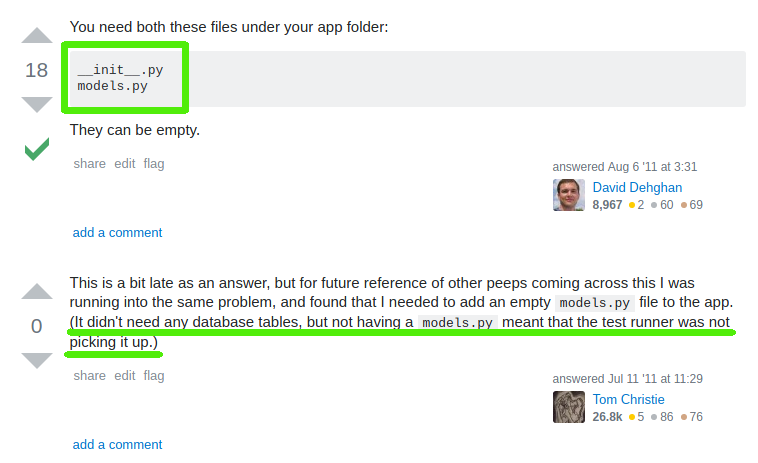 You need both these files under your app folder:
18
__init__.py
models.py
They can be empty.
share edit flag
answered Aug 6 '11 at 3:31
David Dehghan
8,967 2 60 69
add a comment
This is a bit late as an answer, but for future reference of other peeps coming across this I was
running into the same problem, and found that I needed to add an empty models.py file to the app.
0
(It didn't need any database tables, but not having a models.py meant that the test runner was not
picking it up.)
share edit flag
answered Jul 11 '11 at 11:29
Tom Christie
26.8k 5 86 76
add a comment